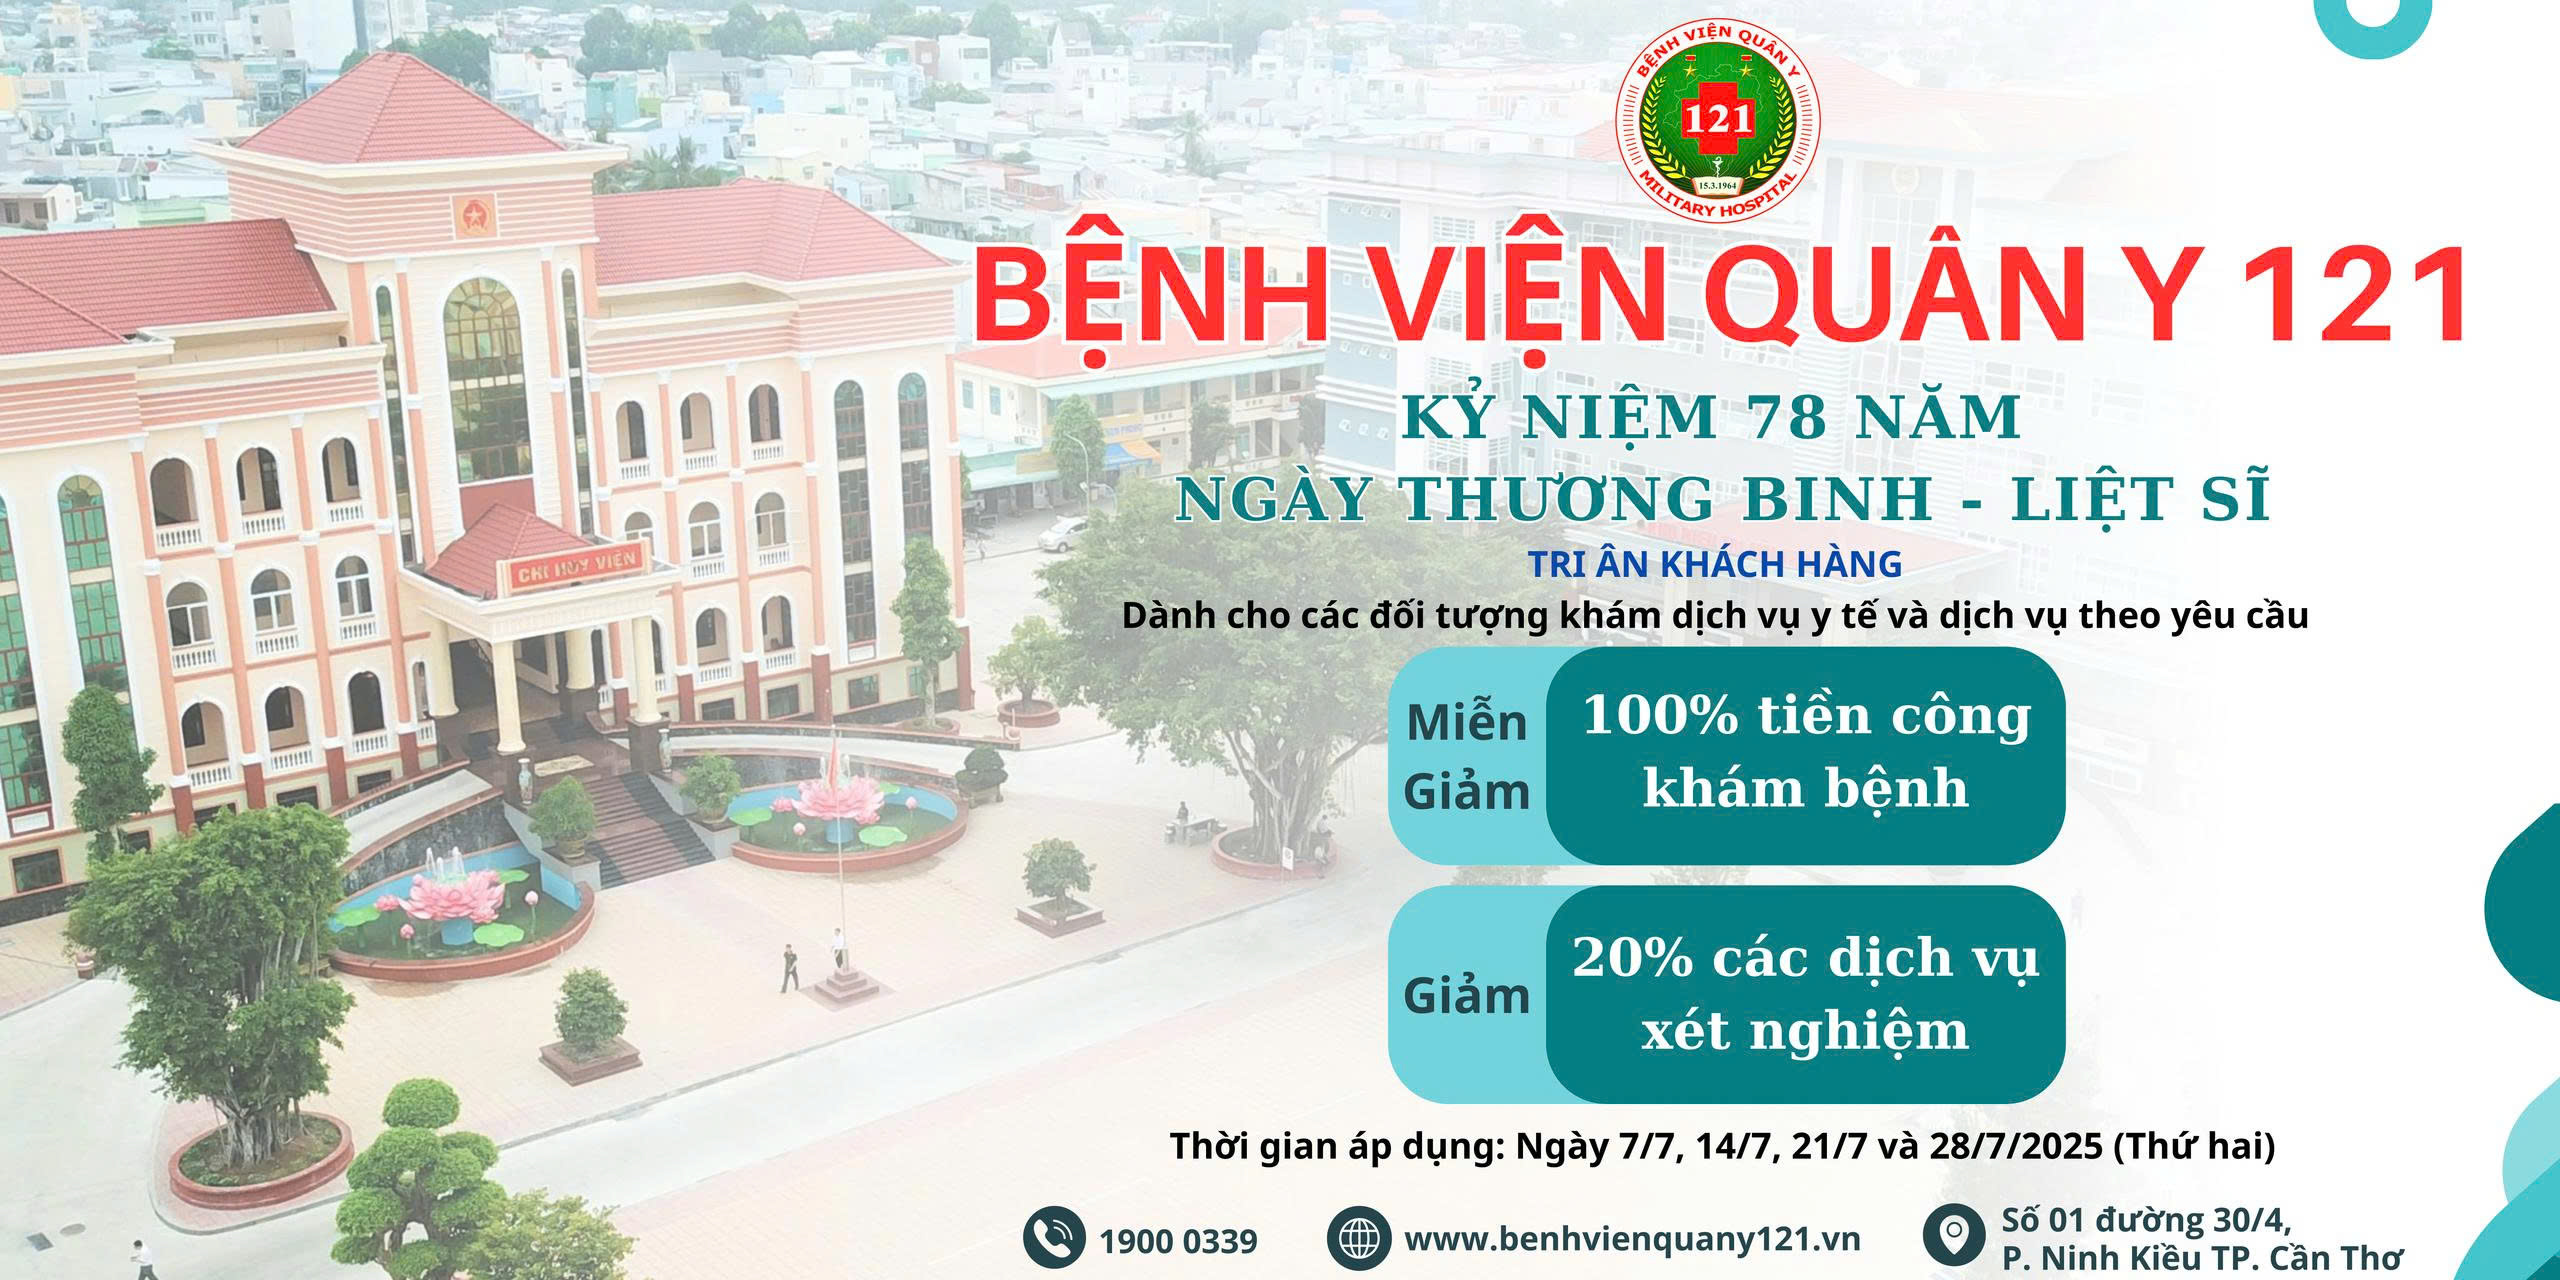 BỆNH VIỆN QUÂN Y
121
15.3.1964
MILITARY HOSPITAL
BỆNH VIỆN QUÂN Y 121
KỶ NIỆM 78 NĂM
NGÀY THƯƠNG BINH - LIỆT SĨ
TRI ÂN KHÁCH HÀNG
Dành cho các đối tượng khám dịch vụ y tế và dịch vụ theo yêu cầu
Miễn
Giảm
100% tiền công
khám bệnh
Giảm
20% các dịch vụ
xét nghiệm
Thời gian áp dụng: Ngày 7/7, 14/7, 21/7 và 28/7/2025 (Thứ hai)
1900 0339
www.benhvienquany121.vn
Số 01 đường 30/4,
P. Ninh Kiều TP. Cần Thơ
CHỈ HUY VIỆN